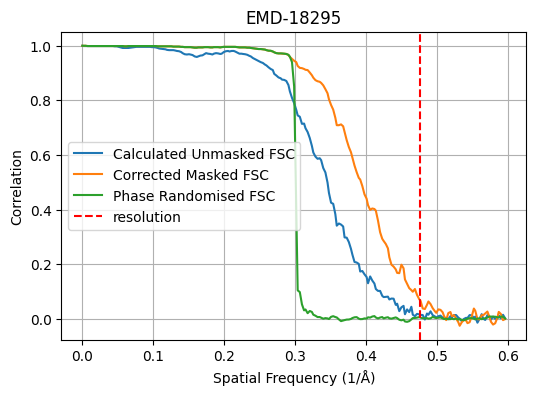 EMD-18295
Correlation
1.0
0.8
0.6
0.4
0.2
0.0
Calculated Unmasked FSC
Corrected Masked FSC
Phase Randomised FSC
resolution
0.0 0.1 0.2 0.3 0.4 0.5 0.6
Spatial Frequency (1/Å)